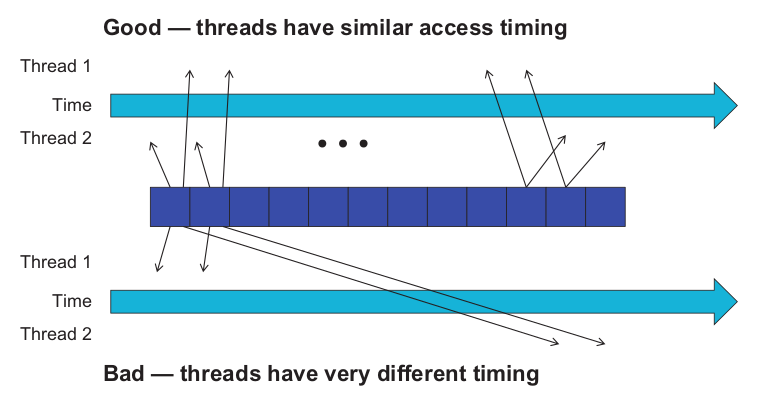 Good — threads have similar access timing
Thread 1
Time
Thread 2
Thread 1
Time
Thread 2
Bad — threads have very different timing